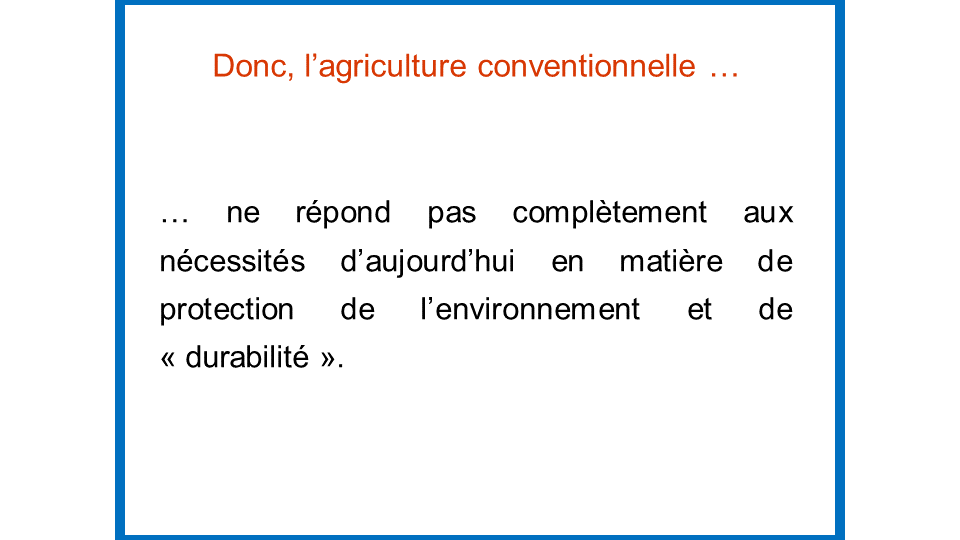 Donc, l’agriculture conventionnelle …
… ne répond pas complètement aux
nécessités d’aujourd’hui en matière de
protection de l’environnement et de
« durabilité ».